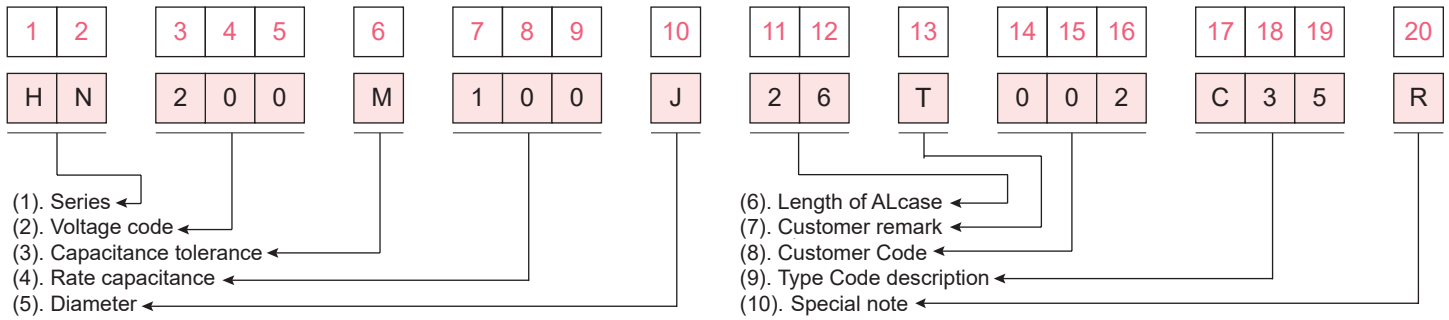 1 2 3 4 5 6 7 8 9 10 11 12 13 14 15 16 17 18 19 20
H N 2 0 0 M 1 0 0 J 2 6 T 0 0 2 C 3 5 R
(1). Series
(2). Voltage code
(3). Capacitance tolerance
(4). Rate capacitance
(5). Diameter
(6). Length of ALcase
(7). Customer remark
(8). Customer Code
(9). Type Code description
(10). Special note